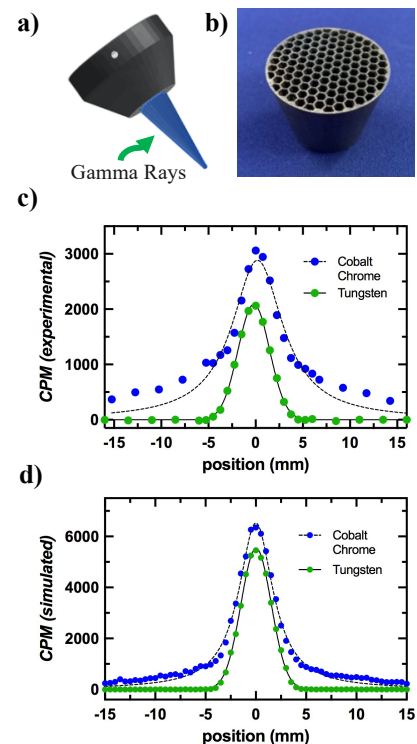 a)
b)
Gamma Rays
c)
CPM (experimental)
3000
2000
1000
0
Cobalt
Chrome
Tungsten
-15
-10
-5
0
5
10
15
position (mm)
d)
CPM (simulated)
6000
4000
2000
0
Cobalt
Chrome
Tungsten
-15
-10
-5
0
5
10
15
position (mm)